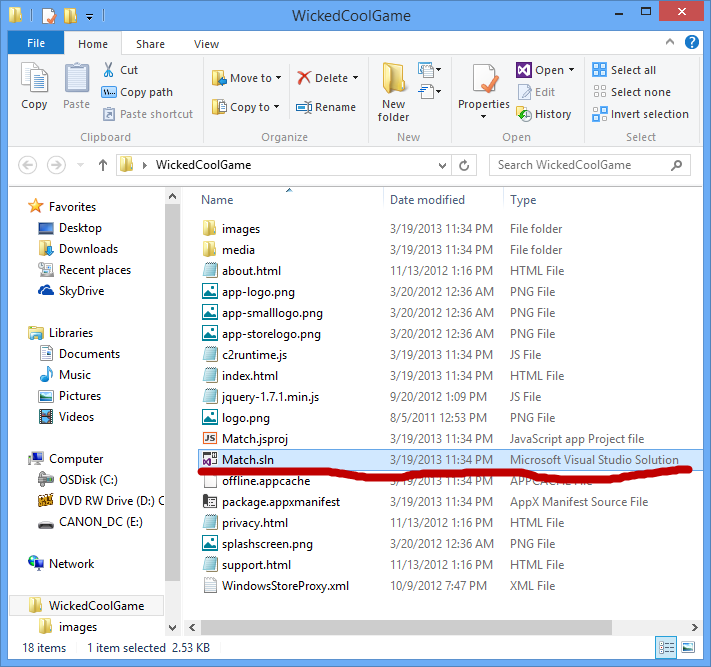 WickedCoolGame
File Home Share View
Copy Paste Cut Copy path Paste shortcut Clipboard
Move to Copy to Delete Rename Organize
New folder New
Properties Open Edit History Open
Select all Select none Invert selection Select
WickedCoolGame Search WickedCoolGame
Favorites
Desktop
Downloads
Recent places
SkyDrive
Libraries
Documents
Music
Pictures
Videos
Computer
OSDisk (C:)
DVD RW Drive (D:) C
CANON_DC (E:)
Network
WickedCoolGame
images
Name Date modified Type
images 3/19/2013 11:34 PM File folder
media 3/19/2013 11:34 PM File folder
about.html 11/13/2012 1:16 PM HTML File
app-logo.png 3/20/2012 12:36 AM PNG File
app-smalllogo.png 3/20/2012 12:36 AM PNG File
app-storelogo.png 3/20/2012 12:36 AM PNG File
c2runtime.js 3/19/2013 11:34 PM JS File
index.html 3/19/2013 11:34 PM HTML File
jquery-1.7.1.min.js 9/20/2012 1:09 PM JS File
logo.png 8/5/2011 12:53 PM PNG File
Match.jsproj 3/19/2013 11:34 PM JavaScript app Project file
Match.sln 3/19/2013 11:34 PM Microsoft Visual Studio Solution
offline.appcache 3/19/2013 11:34 PM APPCACHE File
package.appxmanifest 3/19/2013 11:34 PM AppX Manifest Source File
privacy.html 11/13/2012 1:16 PM HTML File
splashscreen.png 3/20/2012 12:36 AM PNG File
support.html 11/13/2012 1:16 PM HTML File
WindowsStoreProxy.xml 10/9/2012 7:47 PM XML File
18 items 1 item selected 2.53 KB